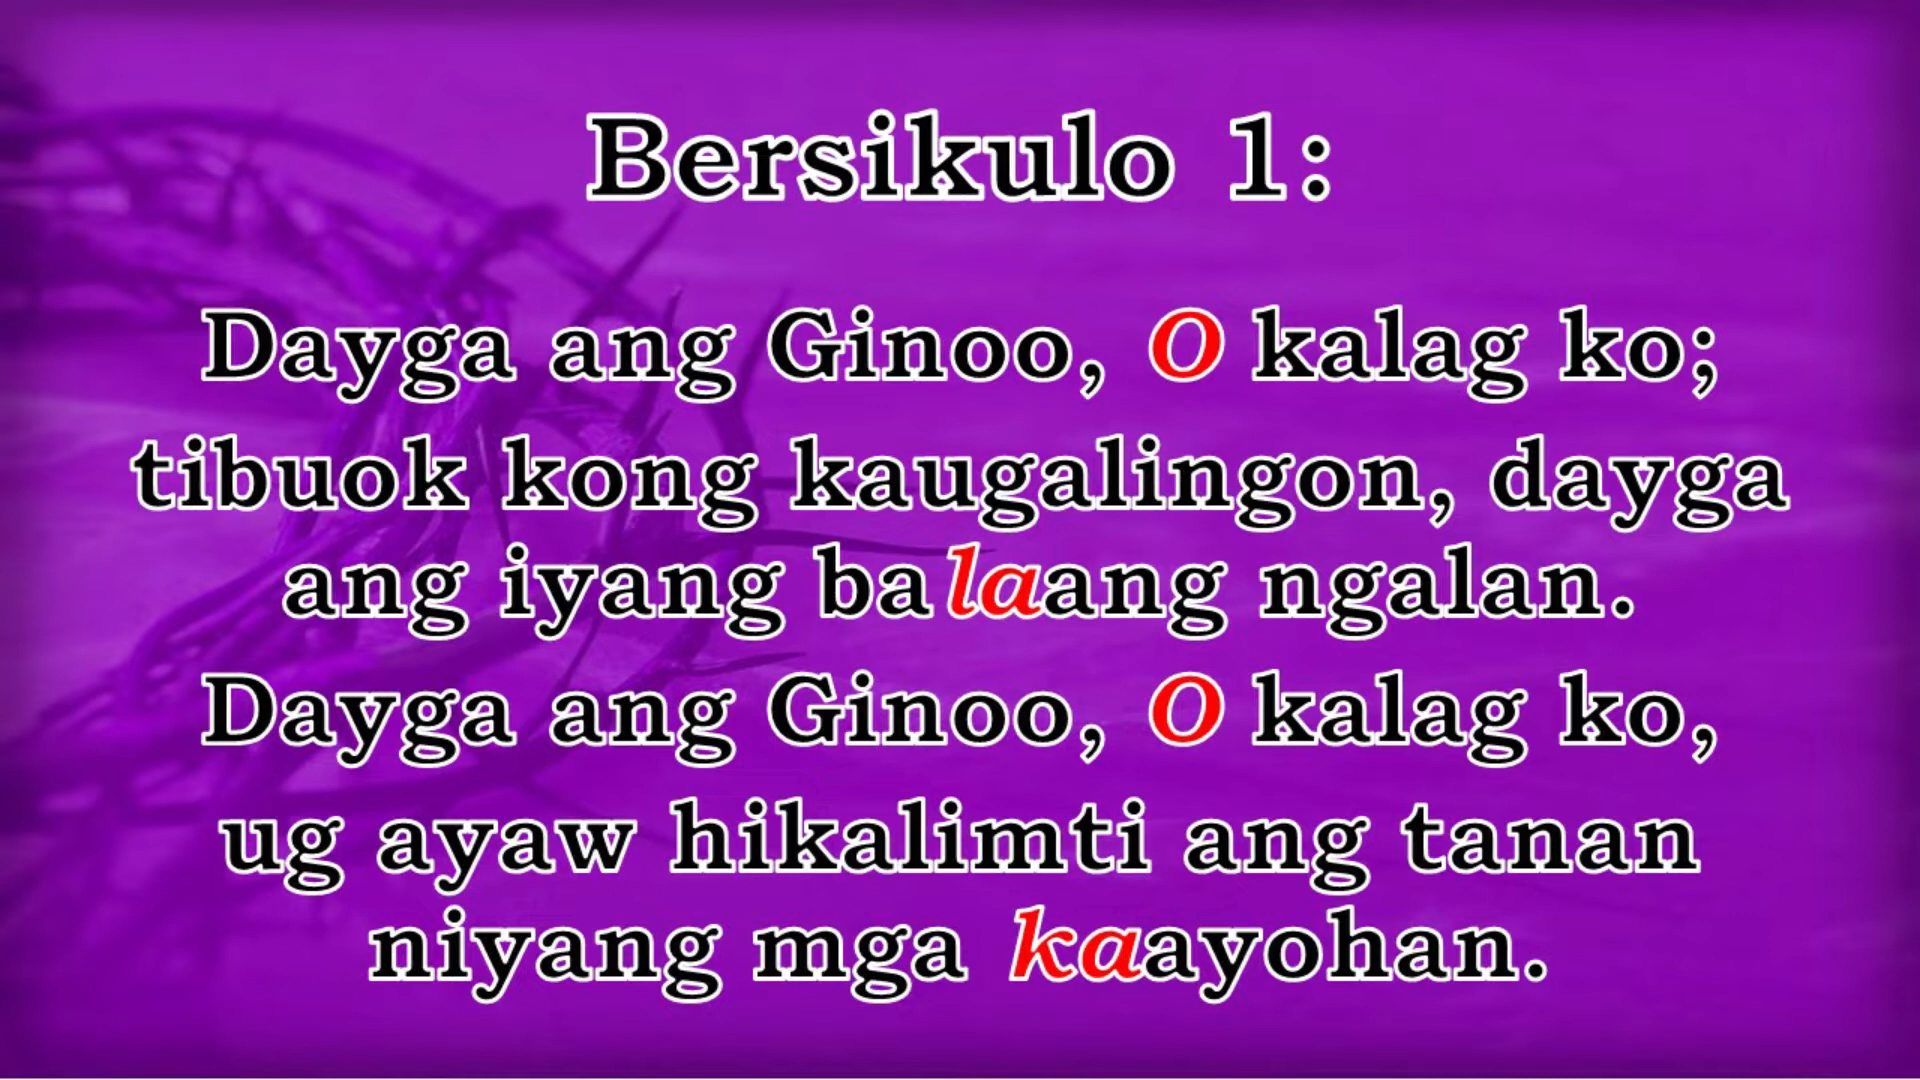 Bersikulo 1:
Dayga ang Ginoo, O kalag ko;
tibuok kong kaugalingon, dayga
ang iyang balaang ngalan.
Dayga ang Ginoo, O kalag ko,
ug ayaw hikalimti ang tanan
niyang mga kaayohan.